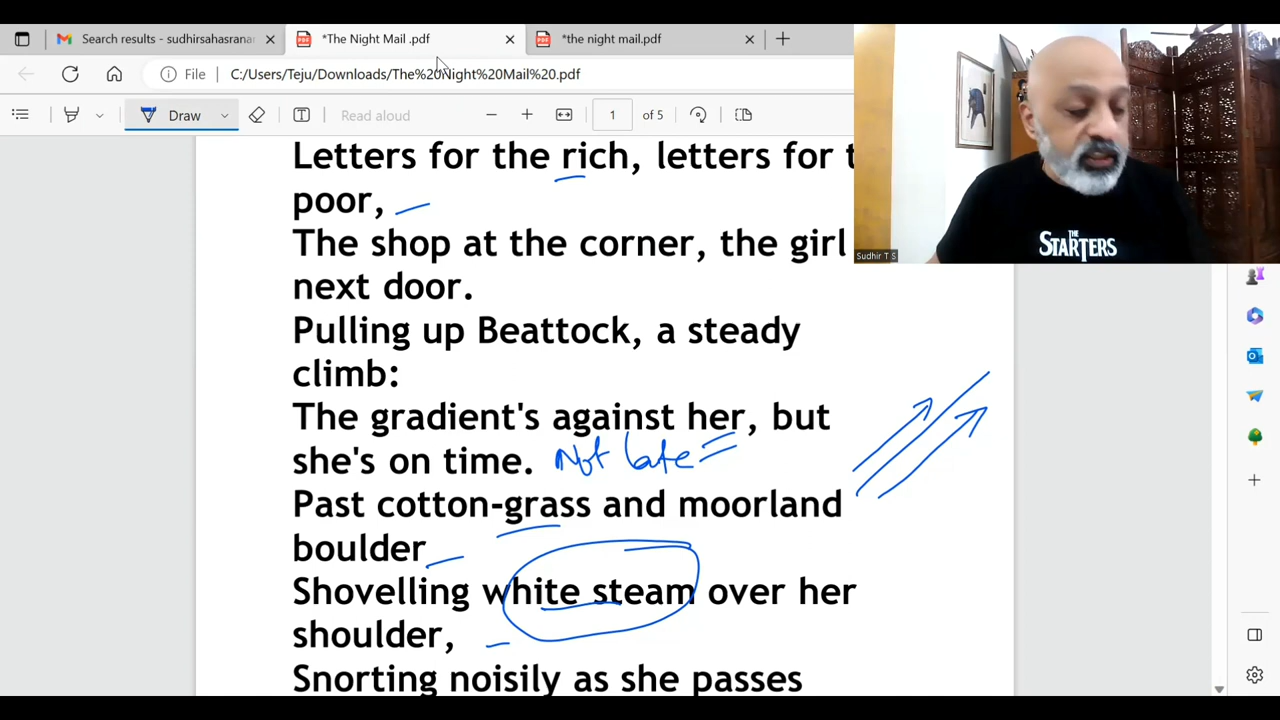 Search results - sudhirsahasranar
*The Night Mail .pdf
*the night mail.pdf
File
C:/Users/Teju/Downloads/The%20Night%20Mail%20.pdf
Draw
Read aloud
1
of 5
Letters for the rich, letters for t
poor,
The shop at the corner, the girl
next door.
Pulling up Beattock, a steady
climb:
The gradient's against her, but
she's on time.
Not late
Past cotton-grass and moorland
boulder
Shovelling white steam over her
shoulder,
Snorting noisily as she passes
THE
STARTERS
Sudhir T S